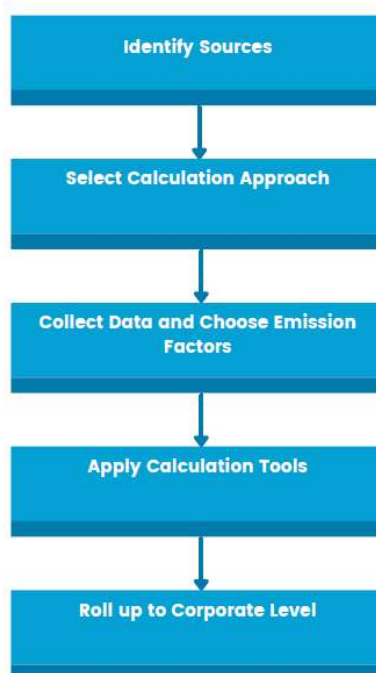 Identify Sources
Select Calculation Approach
Collect Data and Choose Emission
Factors
Apply Calculation Tools
Roll up to Corporate Level